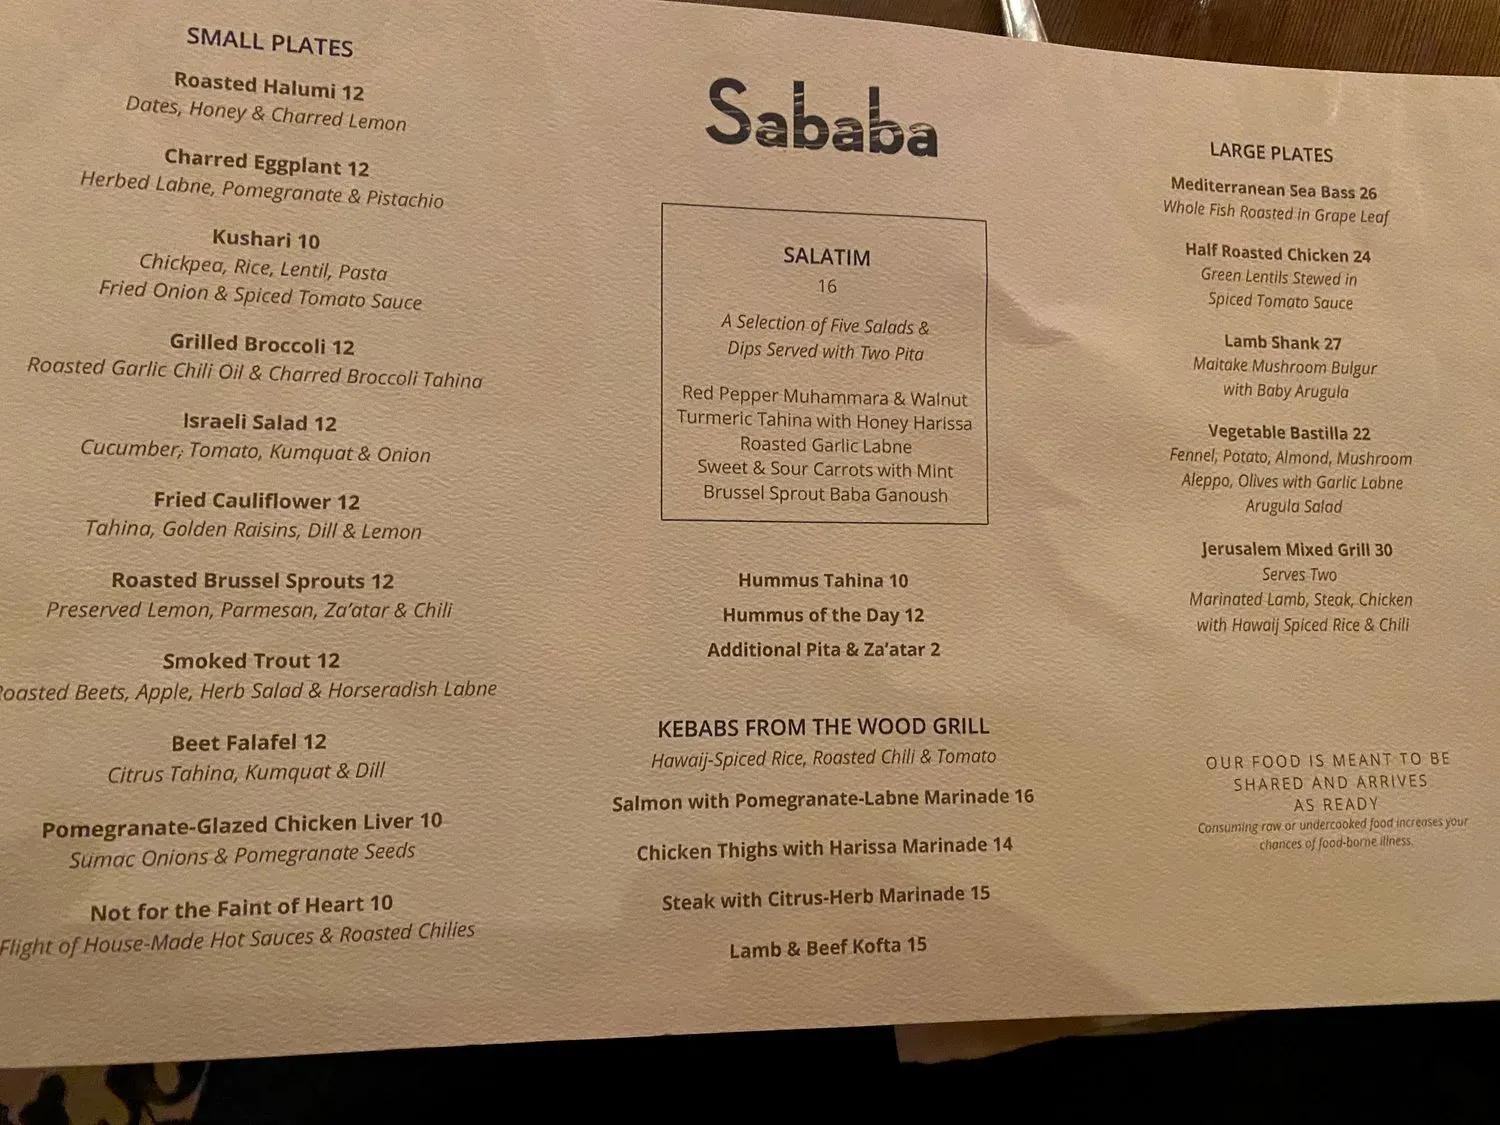 SMALL PLATES
Roasted Halumi 12
Dates, Honey & Charred Lemon
Charred Eggplant 12
Herbed Labne, Pomegranate & Pistachio
Kushari 10
Chickpea, Rice, Lentil, Pasta
Fried Onion & Spiced Tomato Sauce
Grilled Broccoli 12
Roasted Garlic Chili Oil & Charred Broccoli Tahina
Israeli Salad 12
Cucumber, Tomato, Kumquat & Onion
Fried Cauliflower 12
Tahina, Golden Raisins, Dill & Lemon
Roasted Brussel Sprouts 12
Preserved Lemon, Parmesan, Za'atar & Chili
Smoked Trout 12
Roasted Beets, Apple, Herb Salad & Horseradish Labne
Beet Falafel 12
Citrus Tahina, Kumquat & Dill
Pomegranate-Glazed Chicken Liver 10
Sumac Onions & Pomegranate Seeds
Not for the Faint of Heart 10
Flight of House-Made Hot Sauces & Roasted Chilies
Sababa
SALATIM
16
A Selection of Five Salads &
Dips Served with Two Pita
Red Pepper Muhammara & Walnut
Turmeric Tahina with Honey Harissa
Roasted Garlic Labne
Sweet & Sour Carrots with Mint
Brussel Sprout Baba Ganoush
Hummus Tahina 10
Hummus of the Day 12
Additional Pita & Za'atar 2
KEBABS FROM THE WOOD GRILL
Hawaij-Spiced Rice, Roasted Chili & Tomato
Salmon with Pomegranate-Labne Marinade 16
Chicken Thighs with Harissa Marinade 14
Steak with Citrus-Herb Marinade 15
Lamb & Beef Kofta 15
LARGE PLATES
Mediterranean Sea Bass 26
Whole Fish Roasted in Grape Leaf
Half Roasted Chicken 24
Green Lentils Stewed in
Spiced Tomato Sauce
Lamb Shank 27
Maitake Mushroom Bulgur
with Baby Arugula
Vegetable Bastilla 22
Fennel, Potato, Almond, Mushroom
Aleppo, Olives with Garlic Labne
Arugula Salad
Jerusalem Mixed Grill 30
Serves Two
Marinated Lamb, Steak, Chicken
with Hawaij Spiced Rice & Chili
OUR FOOD IS MEANT TO BE
SHARED AND ARRIVES
AS READY
Consuming raw or undercooked food increases your
chances of food-borne illness.